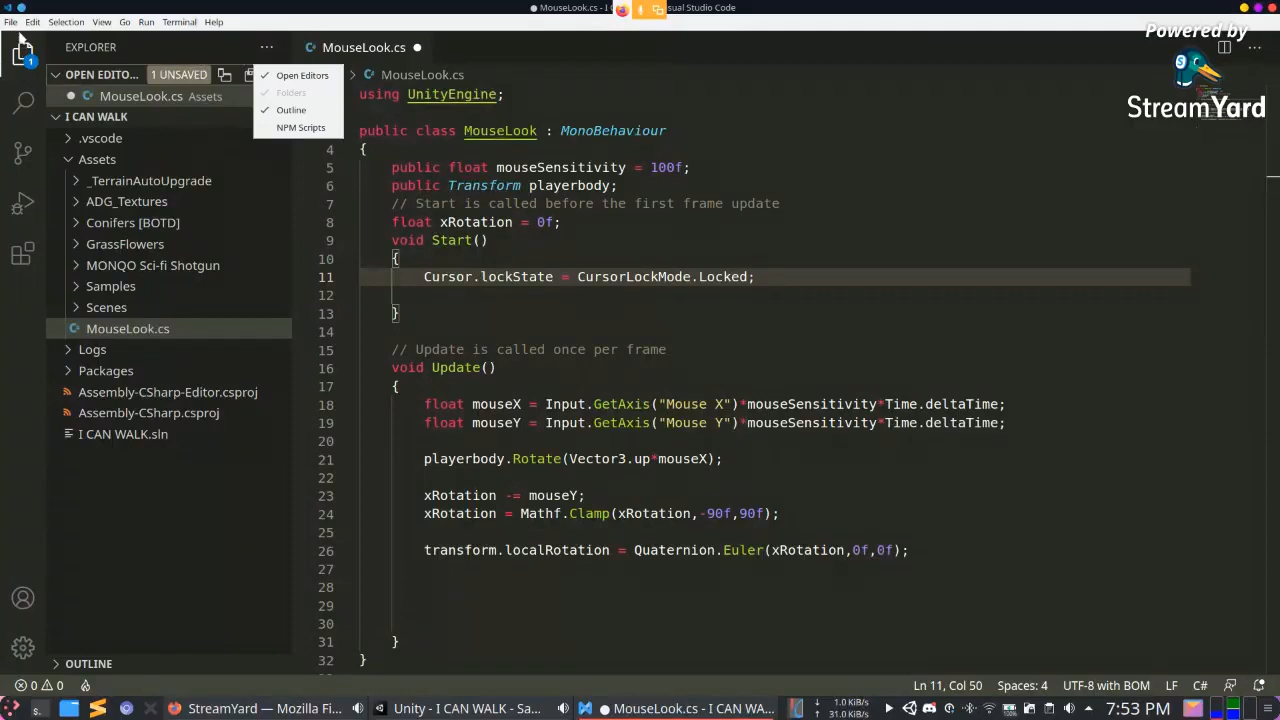 MouseLook.cs - I C
sual Studio Code
File Edit Selection View Go Run Terminal Help
Powered by
StreamYard
EXPLORER
MouseLook.cs
OPEN EDITO... 1 UNSAVED
MouseLook.cs Assets
Open Editors
Folders
Outline
NPM Scripts
I CAN WALK
.vscode
Assets
_TerrainAutoUpgrade
ADG_Textures
Conifers [BOTD]
GrassFlowers
MONQO Sci-fi Shotgun
Samples
Scenes
MouseLook.cs
Logs
Packages
Assembly-CSharp-Editor.csproj
Assembly-CSharp.csproj
I CAN WALK.sln
OUTLINE
MouseLook.cs
using UnityEngine;
public class MouseLook : MonoBehaviour
4 {
5 public float mouseSensitivity = 100f;
6 public Transform playerbody;
7 // Start is called before the first frame update
8 float xRotation = 0f;
9 void Start()
10 {
11 Cursor.lockState = CursorLockMode.Locked;
12
13 }
14
15 // Update is called once per frame
16 void Update()
17 {
18 float mouseX = Input.GetAxis("Mouse X")*mouseSensitivity*Time.deltaTime;
19 float mouseY = Input.GetAxis("Mouse Y")*mouseSensitivity*Time.deltaTime;
20
21 playerbody.Rotate(Vector3.up*mouseX);
22
23 xRotation -= mouseY;
24 xRotation = Mathf.Clamp(xRotation,-90f,90f);
25
26 transform.localRotation = Quaternion.Euler(xRotation,0f,0f);
27
28
29
30
31 }
32 }
0 0 Ln 11, Col 50 Spaces: 4 UTF-8 with BOM LF C#
StreamYard — Mozilla Fi... Unity - I CAN WALK - Sa... MouseLook.cs - I CAN WA... 1.0 KiB/s 31.0 KiB/s 7:53 PM